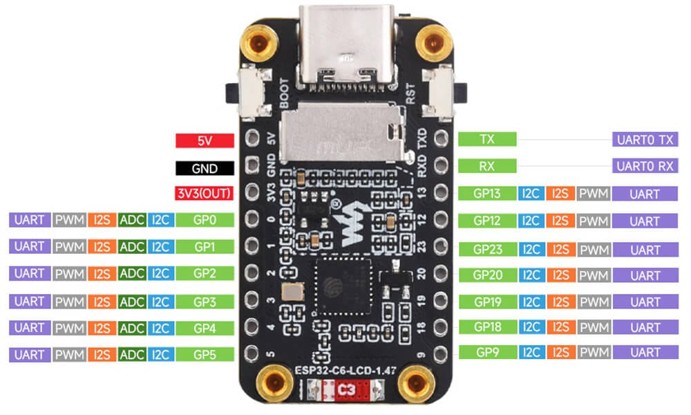 BOOT
RST
5V
GND
3V3
0
1
2
3
4
5
TXD
RXD
13
12
23
20
19
18
9
5V
GND
3V3(OUT)
UART PWM I2S ADC I2C GP0
UART PWM I2S ADC I2C GP1
UART PWM I2S ADC I2C GP2
UART PWM I2S ADC I2C GP3
UART PWM I2S ADC I2C GP4
UART PWM I2S ADC I2C GP5
TX UART0 TX
RX UART0 RX
GP13 I2C I2S PWM UART
GP12 I2C I2S PWM UART
GP23 I2C I2S PWM UART
GP20 I2C I2S PWM UART
GP19 I2C I2S PWM UART
GP18 I2C I2S PWM UART
GP9 I2C I2S PWM UART
ESP32-C6-LCD-1.47
C3